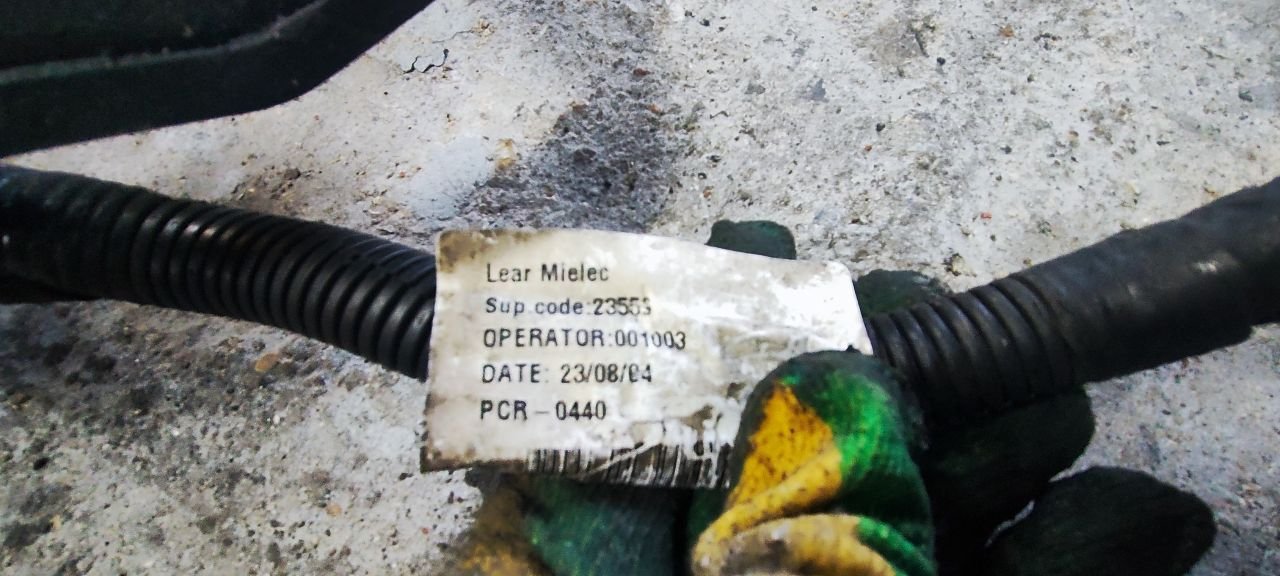 Lear Mielec
Sup.code:23553
OPERATOR:001003
DATE: 23/08/04
PCR-0440